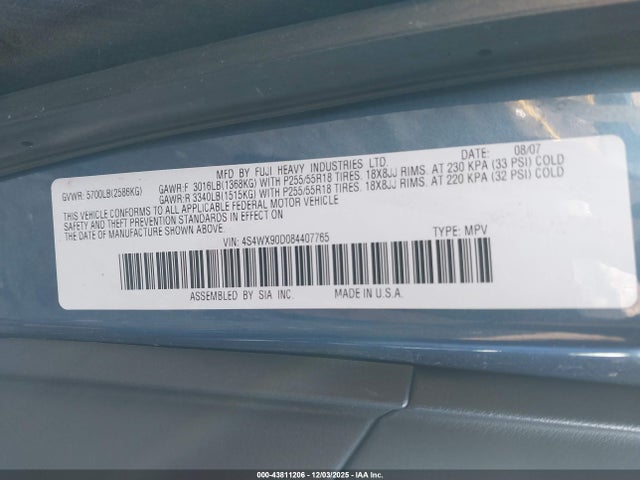 MFD BY FUJI HEAVY INDUSTRIES LTD. DATE: 08/07
GVWR: 5700LB(2586KG) GAWR:F 3016LB(1368KG) WITH P255/55R18 TIRES. 18X8JJ RIMS. AT 230 KPA (33 PSI) COLD
GAWR:R 3340LB(1515KG) WITH P255/55R18 TIRES. 18X8JJ RIMS. AT 220 KPA (32 PSI) COLD
THIS VEHICLE CONFORMS TO ALL APPLICABLE FEDERAL MOTOR VEHICLE
SAFETY AND THEFT PREVENTION STANDARDS IN EFFECT ON THE
DATE OF MANUFACTURE SHOWN ABOVE.
VIN: 4S4WX90D084407765 TYPE: MPV
ASSEMBLED BY SIA INC. MADE IN U.S.A.
000-43811206 - 12/03/2025 - IAA Inc.